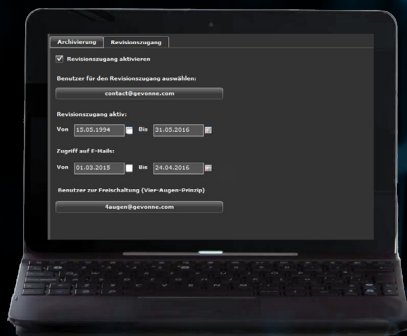 Archivierung Revisionszugang
Revisionszugang aktivieren
Benutzer für den Revisionszugang auswählen:
contact@gevonne.com
Revisionszugang aktiv:
Von 15.05.1994 Bis 31.05.2016
Zugriff auf E-Mails:
Von 01.03.2015 Bis 24.04.2016
Benutzer zur Freischaltung (Vier-Augen-Prinzip)
4augen@gevonne.com